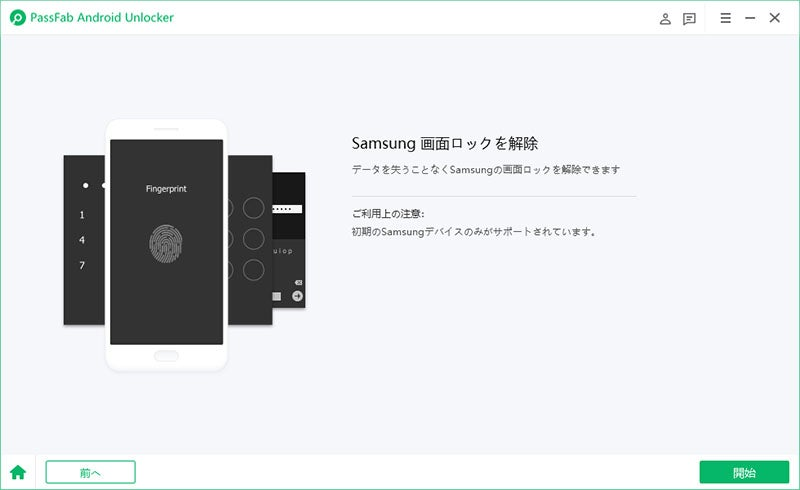 PassFab Android Unlocker
Samsung 画面ロックを解除
データを失うことなくSamsungの画面ロックを解除できます
ご利用上の注意:
初期のSamsungデバイスのみがサポートされています。
Fingerprint
1
4
7
u i o p
前へ
開始